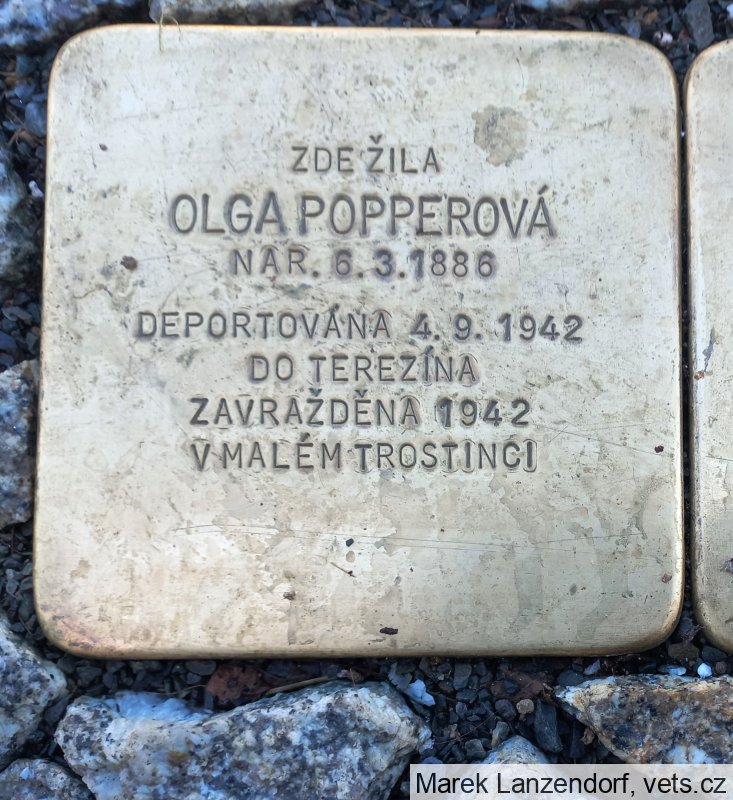 ZDE ŽILA
OLGA POPPEROVÁ
NAR. 6.3.1886
DEPORTOVÁNA 4.9.1942
DO TEREZÍNA
ZAVRAŽDĚNA 1942
V MALÉM TROSTINCI
Marek Lanzendorf, vets.cz